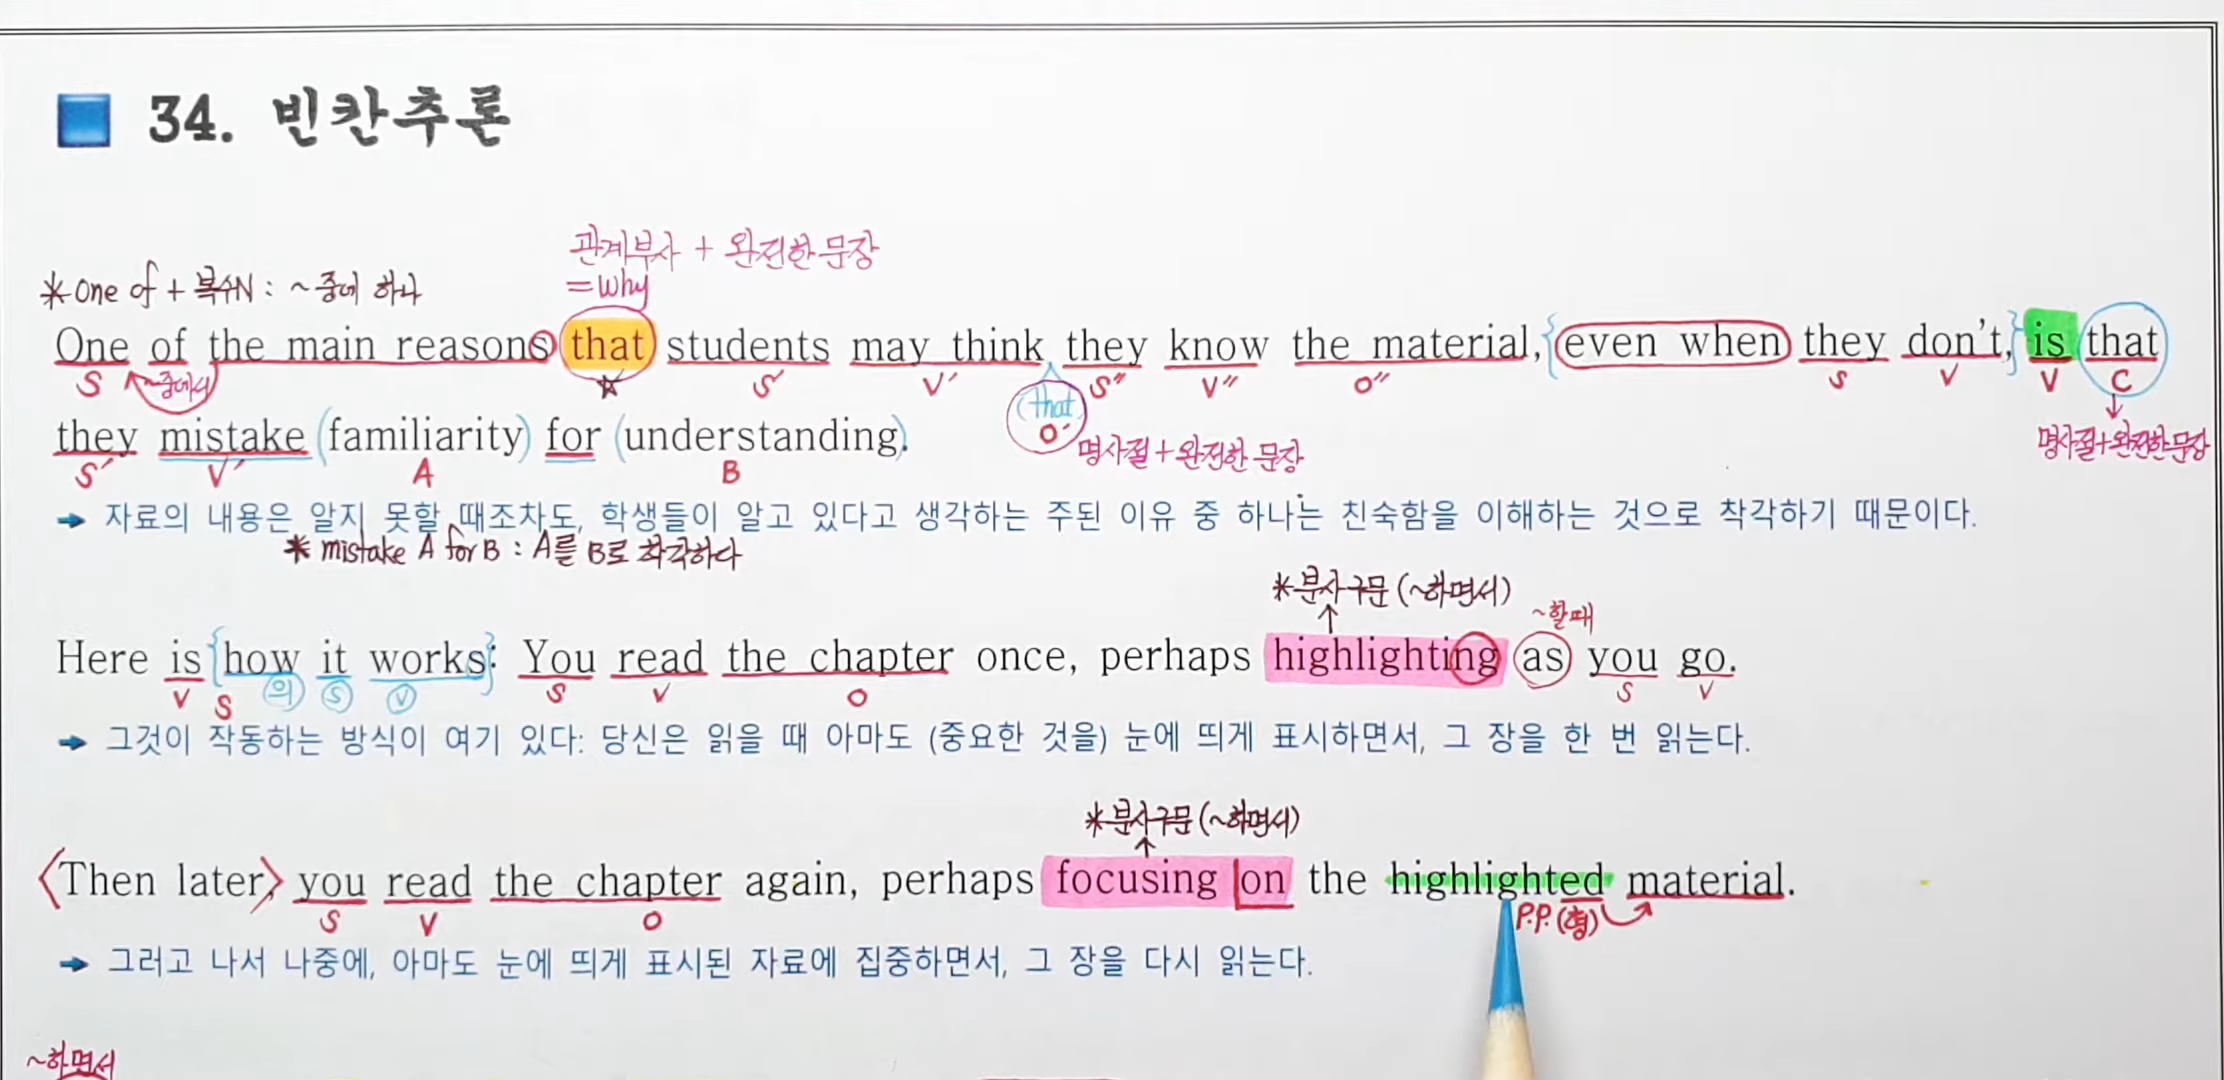 34. 빈칸추론
관계부사 + 완전한 문장
= why
*one of + 복수N : ~ 중에 하나
One of the main reasons that students may think they know the material, {even when they don't,} is that
S ~중에서 S' V' S" V" O" S V V C
(that) O' 명사절+완전한 문장
명사절+완전한 문장
they mistake (familiarity) for (understanding).
S' V' A B
➜ 자료의 내용은 알지 못할 때조차도, 학생들이 알고 있다고 생각하는 주된 이유 중 하나는 친숙함을 이해하는 것으로 착각하기 때문이다.
* mistake A for B : A를 B로 착각하다
*분사구문 (~하면서)
~할때
Here is {how it works}: You read the chapter once, perhaps highlighting as you go.
V S 의 S V S V O S V
➜ 그것이 작동하는 방식이 여기 있다: 당신은 읽을 때 아마도 (중요한 것을) 눈에 띄게 표시하면서, 그 장을 한 번 읽는다.
*분사구문 (~하면서)
<Then later,> you read the chapter again, perhaps focusing on the highlighted material.
S V O P.P.(형)
➜ 그러고 나서 나중에, 아마도 눈에 띄게 표시된 자료에 집중하면서, 그 장을 다시 읽는다.
~하면서